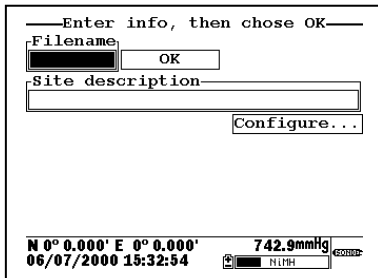 Enter info, then chose OK
Filename
OK
Site description
Configure...
N 0° 0.000' E 0° 0.000' 742.9mmHg
06/07/2000 15:32:54 NiMH SONDE